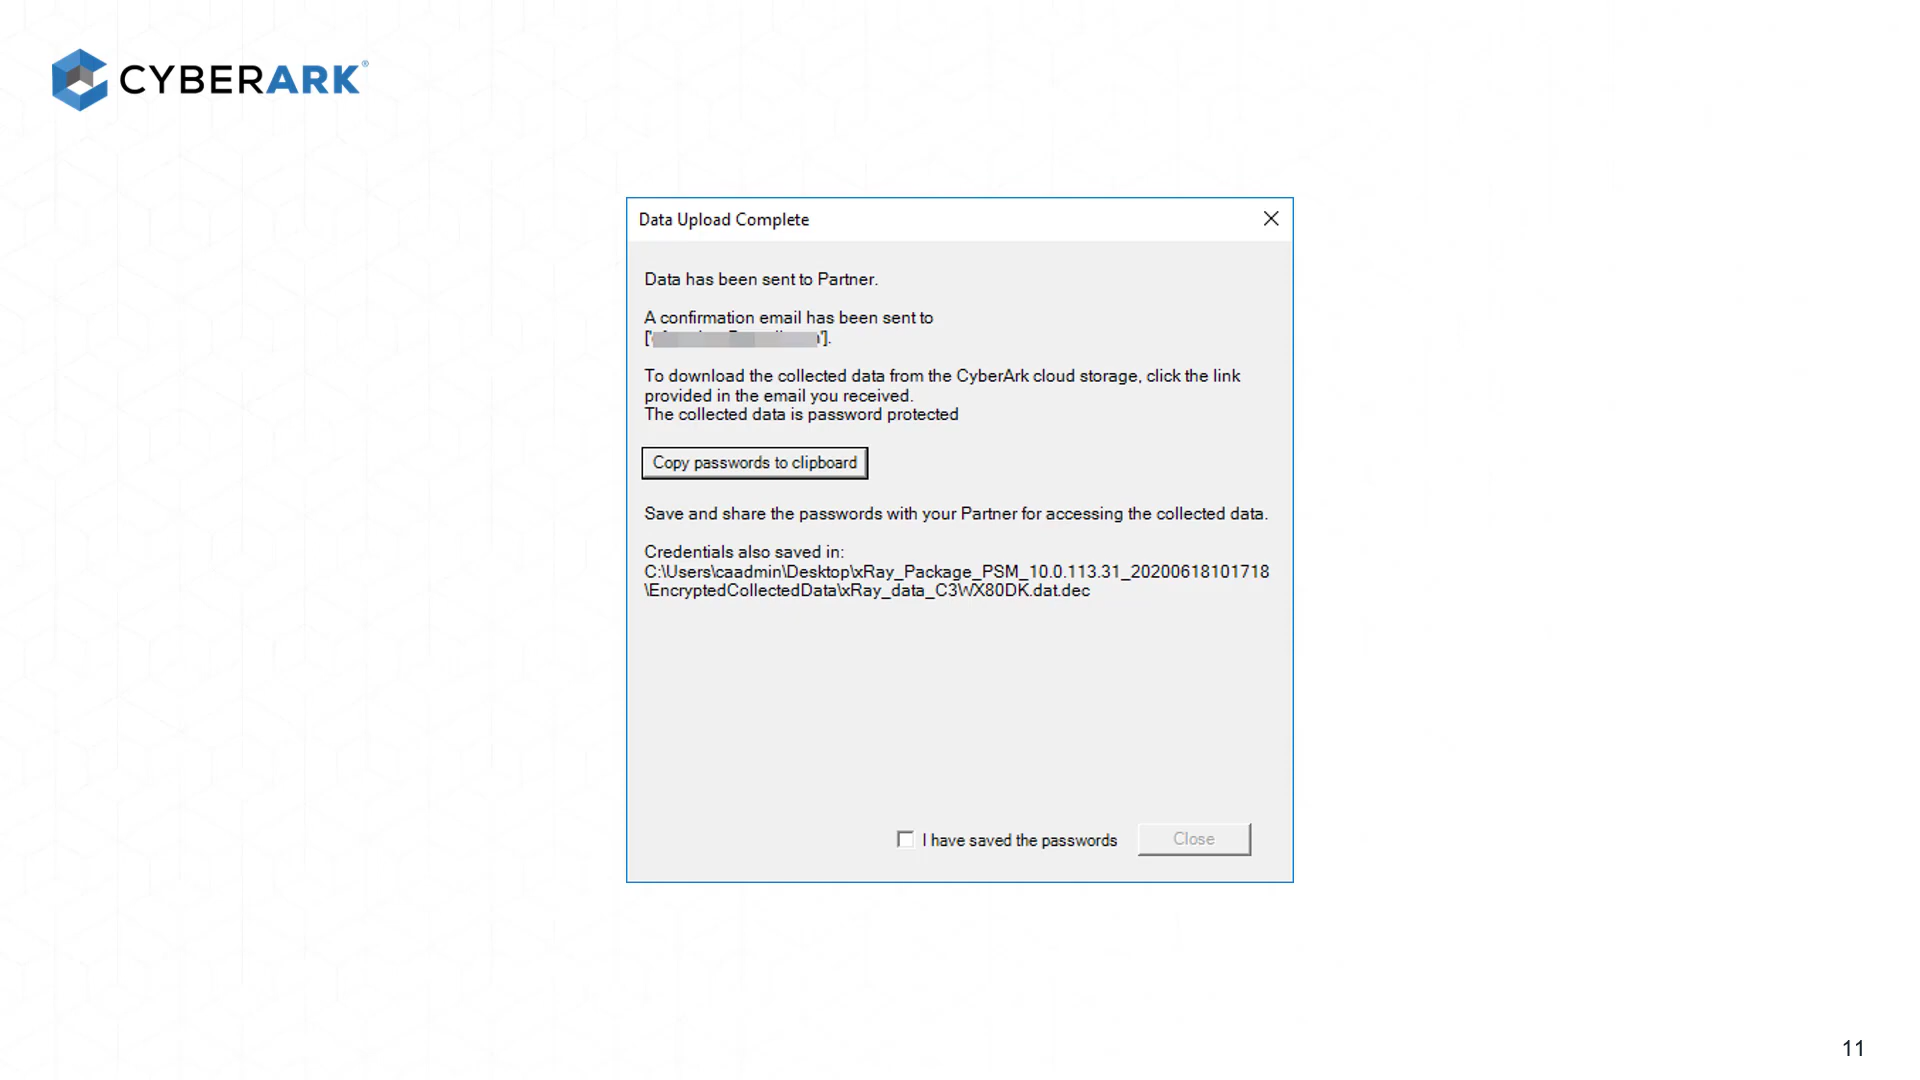 CYBERARK®
Data Upload Complete
Data has been sent to Partner.
A confirmation email has been sent to
['                '].
To download the collected data from the CyberArk cloud storage, click the link
provided in the email you received.
The collected data is password protected
Copy passwords to clipboard
Save and share the passwords with your Partner for accessing the collected data.
Credentials also saved in:
C:\Users\caadmin\Desktop\xRay_Package_PSM_10.0.113.31_20200618101718
\EncryptedCollectedData\xRay_data_C3WX80DK.dat.dec
I have saved the passwords
Close
11